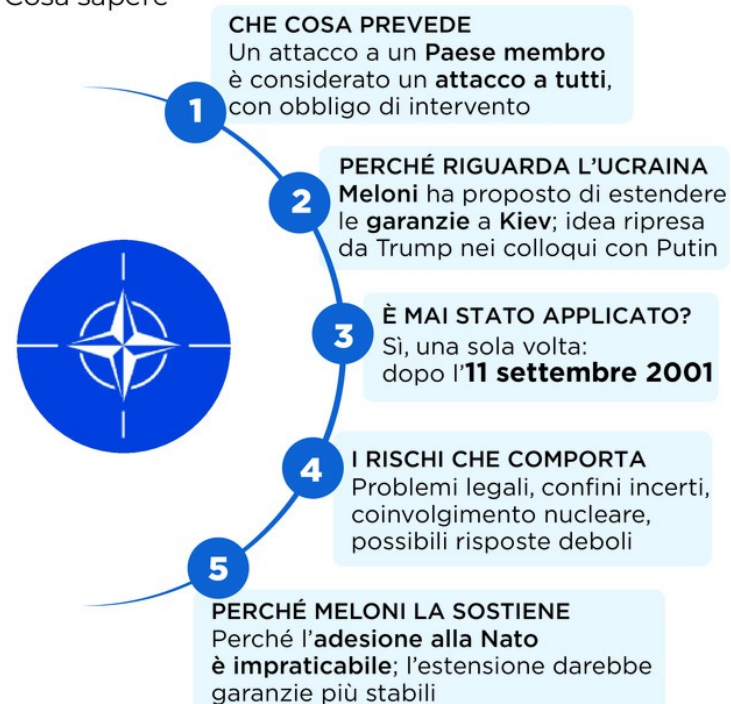 Cosa sapere
CHE COSA PREVEDE
Un attacco a un Paese membro
è considerato un attacco a tutti,
con obbligo di intervento
1
PERCHÉ RIGUARDA L'UCRAINA
Meloni ha proposto di estendere
le garanzie a Kiev; idea ripresa
da Trump nei colloqui con Putin
2
È MAI STATO APPLICATO?
Sì, una sola volta:
dopo l'11 settembre 2001
3
I RISCHI CHE COMPORTA
Problemi legali, confini incerti,
coinvolgimento nucleare,
possibili risposte deboli
4
5
PERCHÉ MELONI LA SOSTIENE
Perché l'adesione alla Nato
è impraticabile; l'estensione darebbe
garanzie più stabili